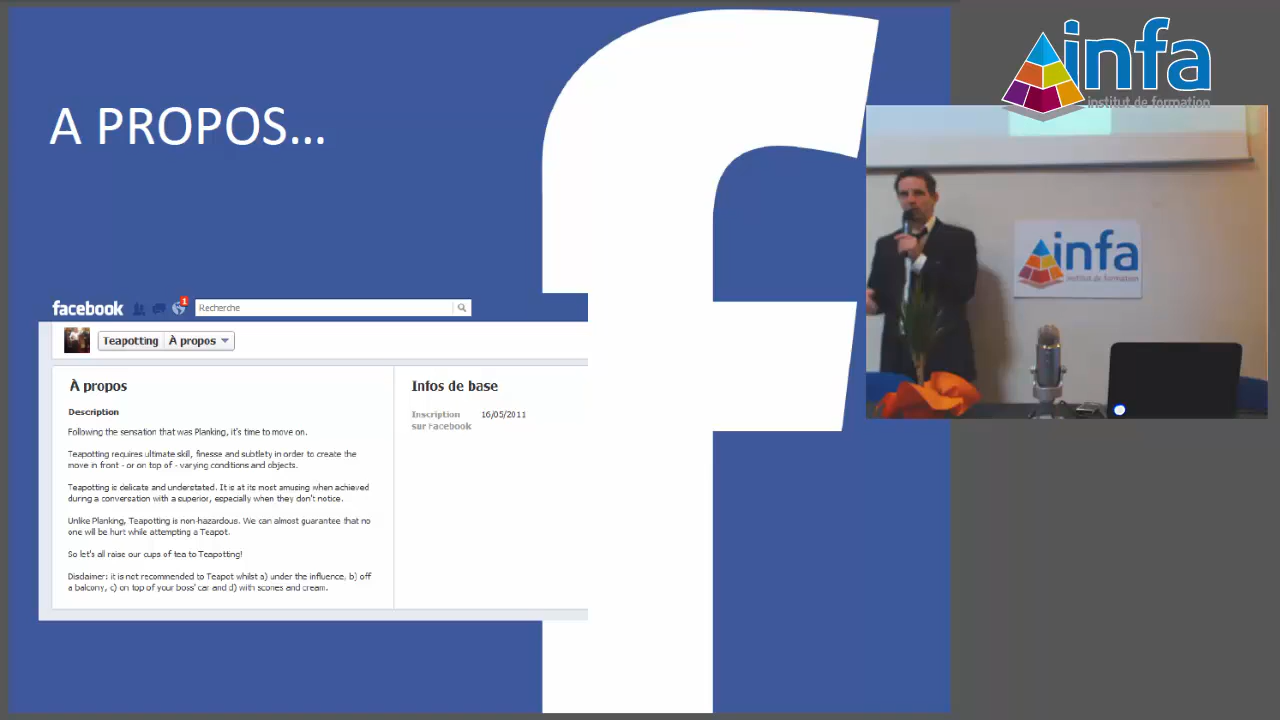 A PROPOS...
facebook
1
Recherche
Teapotting
À propos
À propos
Description
Following the sensation that was Planking, it's time to move on.
Teapotting requires ultimate skill, finesse and subtlety in order to create the
move in front - or on top of - varying conditions and objects.
Teapotting is delicate and understated. It is at its most amusing when achieved
during a conversation with a superior, especially when they don't notice.
Unlike Planking, Teapotting is non-hazardous. We can almost guarantee that no
one will be hurt while attempting a Teapot.
So let's all raise our cups of tea to Teapotting!
Disclaimer: it is not recommended to Teapot whilst a) under the influence, b) off
a balcony, c) on top of your boss' car and d) with scones and cream.
Infos de base
Inscription 16/05/2011
sur Facebook
f
infa
institut de formation
infa
institut de formation